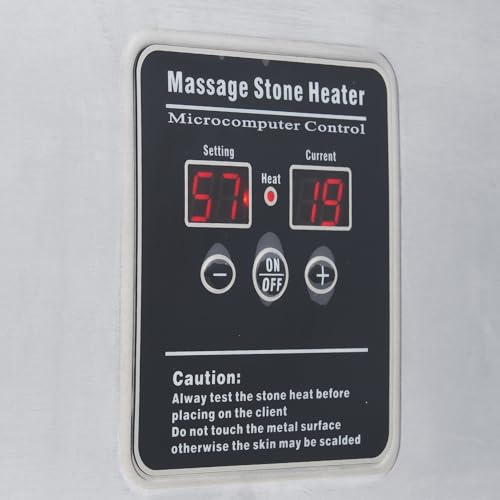 Massage Stone Heater
Microcomputer Control
Setting Current
Heat
57 19
− ON/OFF +
Caution:
Alway test the stone heat before
placing on the client
Do not touch the metal surface
otherwise the skin may be scalded